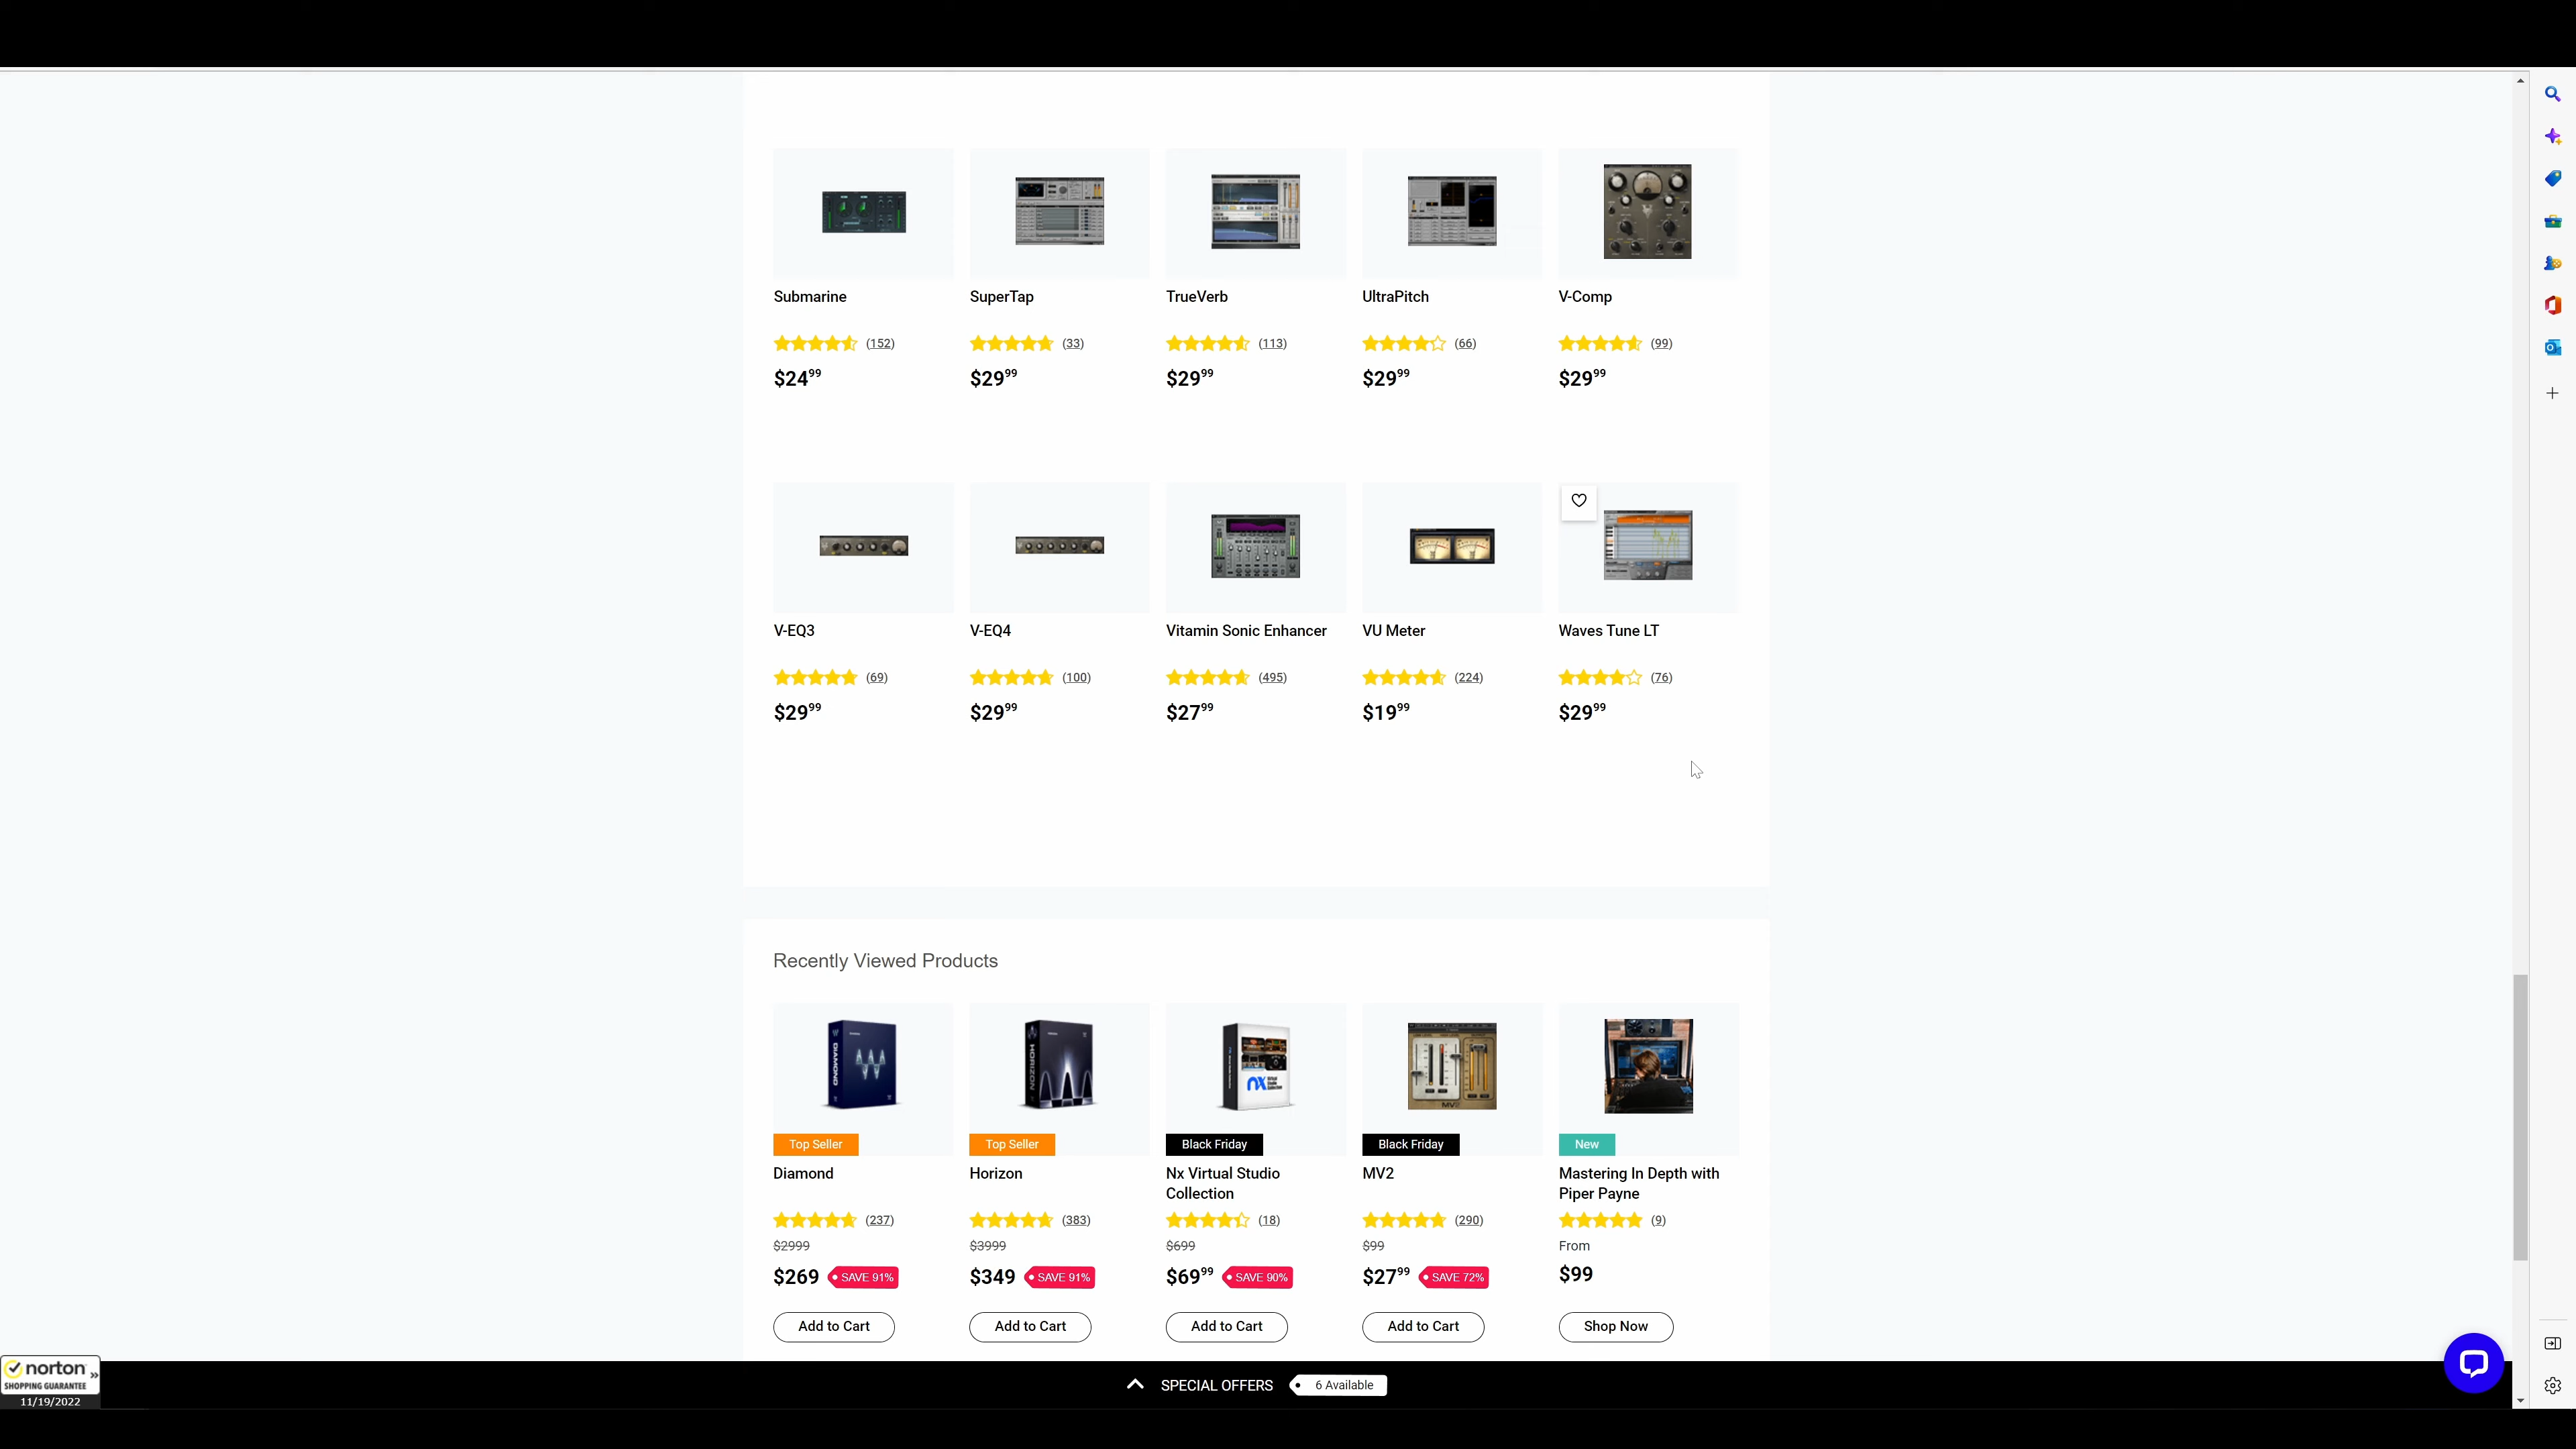 Submarine
SuperTap
TrueVerb
UltraPitch
V-Comp
(152)
(33)
(113)
(66)
(99)
$24 99
$29 99
$29 99
$29 99
$29 99
V-EQ3
V-EQ4
Vitamin Sonic Enhancer
VU Meter
Waves Tune LT
(69)
(100)
(495)
(224)
(76)
$29 99
$29 99
$27 99
$19 99
$29 99
Recently Viewed Products
DIAMOND
HORIZON
nx
MV2
Top Seller
Top Seller
Black Friday
Black Friday
New
Diamond
Horizon
Nx Virtual Studio
Collection
MV2
Mastering In Depth with
Piper Payne
(237)
(383)
(18)
(290)
(9)
$2999
$3999
$699
$99
From
$269 SAVE 91%
$349 SAVE 91%
$69 99 SAVE 90%
$27 99 SAVE 72%
$99
Add to Cart
Add to Cart
Add to Cart
Add to Cart
Shop Now
norton
SHOPPING GUARANTEE
11/19/2022
SPECIAL OFFERS
6 Available